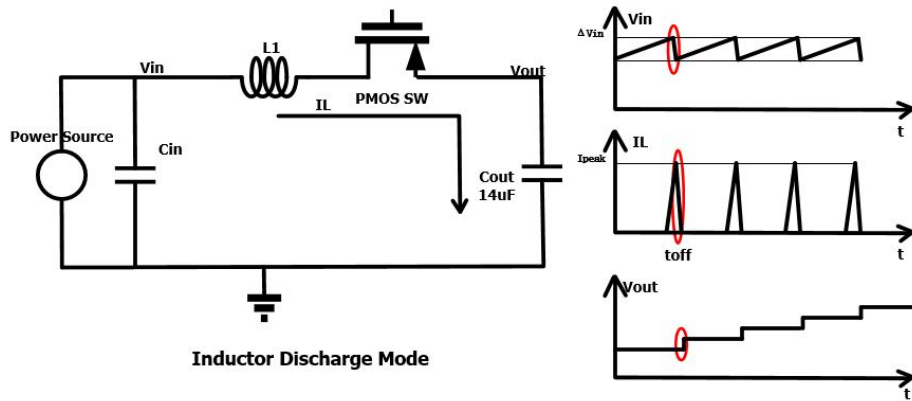 L1
Vin
Vout
PMOS SW
IL
Power Source
Cin
Cout
14uF
Inductor Discharge Mode
Vin
ΔVin
t
IL
Ipeak
toff
t
Vout
t